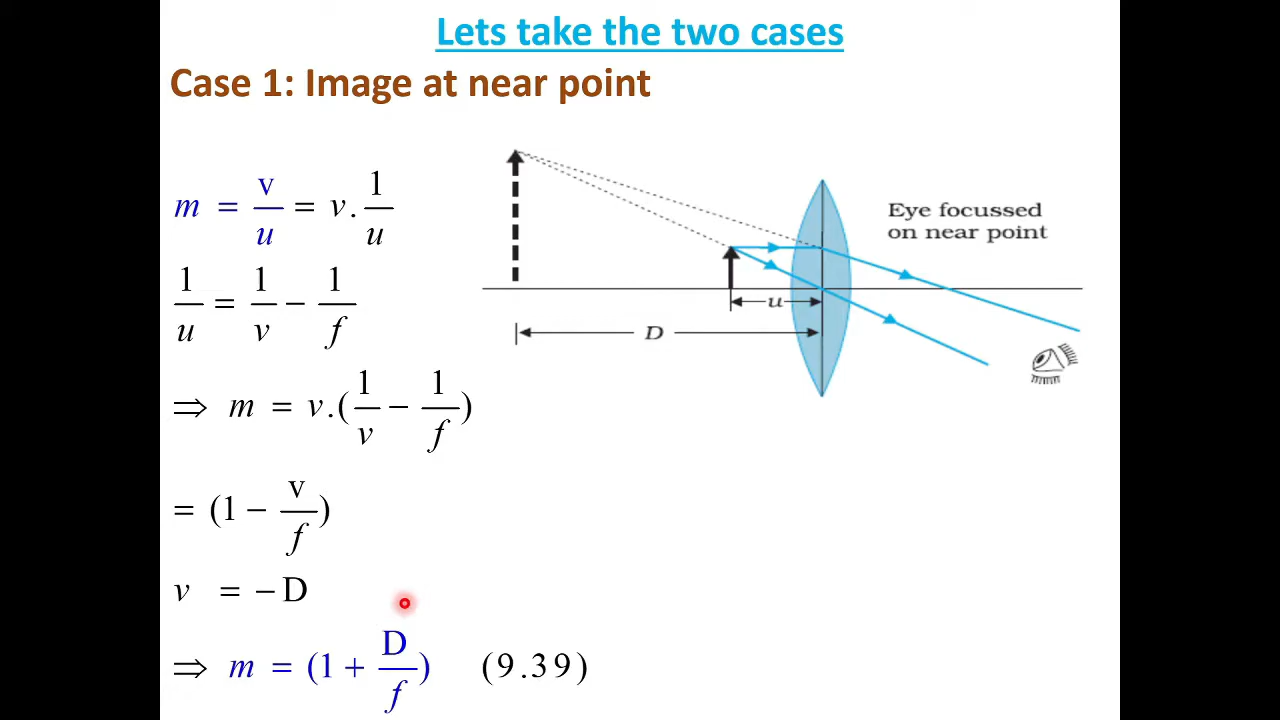 Lets take the two cases
Case 1: Image at near point
m = v/u = v. 1/u
1/u = 1/v − 1/f
⇒ m = v.(1/v − 1/f)
= (1 − v/f)
v = − D
⇒ m = (1 + D/f) (9.39)
Eye focussed
on near point
u
D